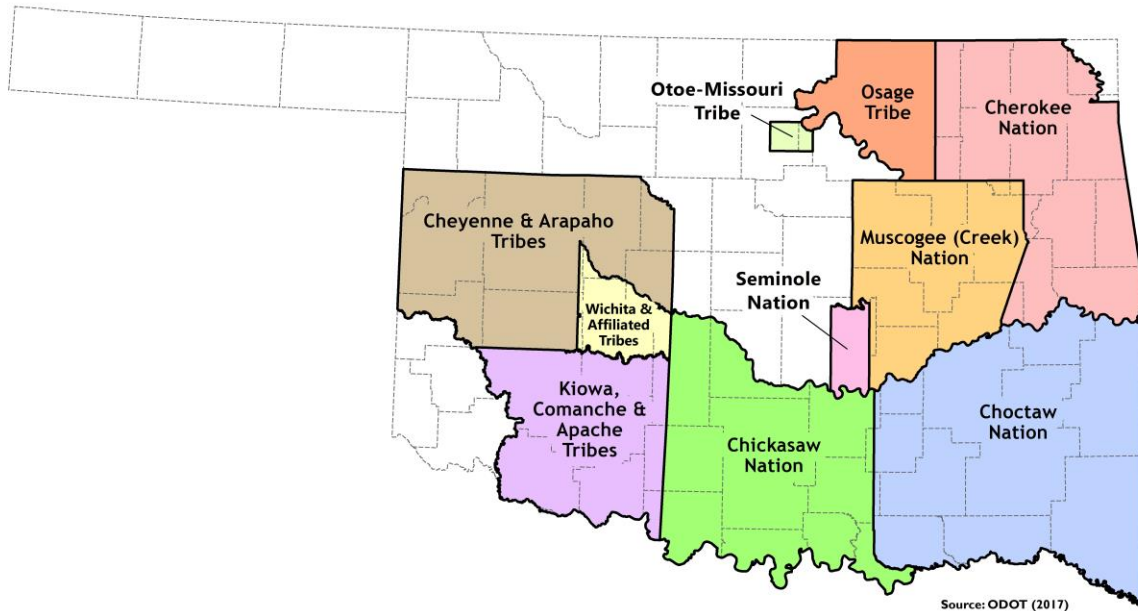 Otoe-Missouri
Tribe
Osage
Tribe
Cherokee
Nation
Cheyenne & Arapaho
Tribes
Muscogee (Creek)
Nation
Seminole
Nation
Wichita &
Affiliated
Tribes
Kiowa,
Comanche &
Apache
Tribes
Chickasaw
Nation
Choctaw
Nation
Source: ODOT (2017)